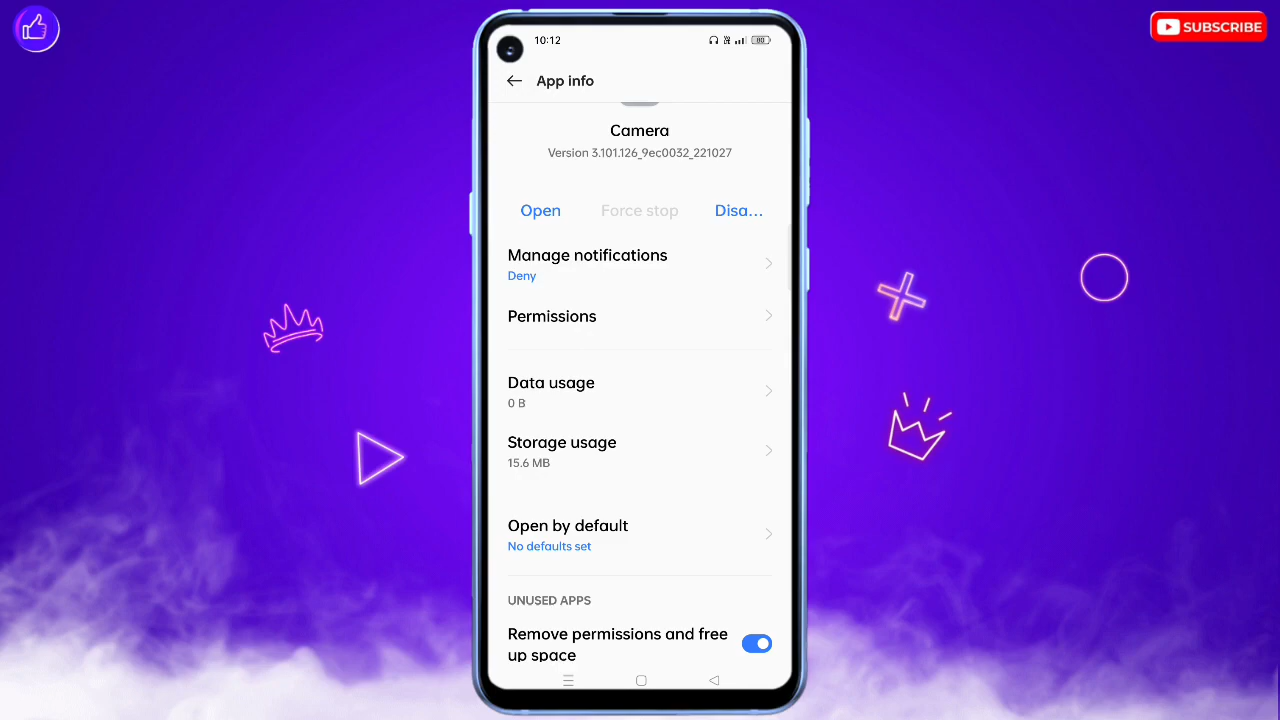 SUBSCRIBE
10:12
80
App info
Camera
Version 3.101.126_9ec0032_221027
Open
Force stop
Disa...
Manage notifications
Deny
Permissions
Data usage
0 B
Storage usage
15.6 MB
Open by default
No defaults set
UNUSED APPS
Remove permissions and free
up space